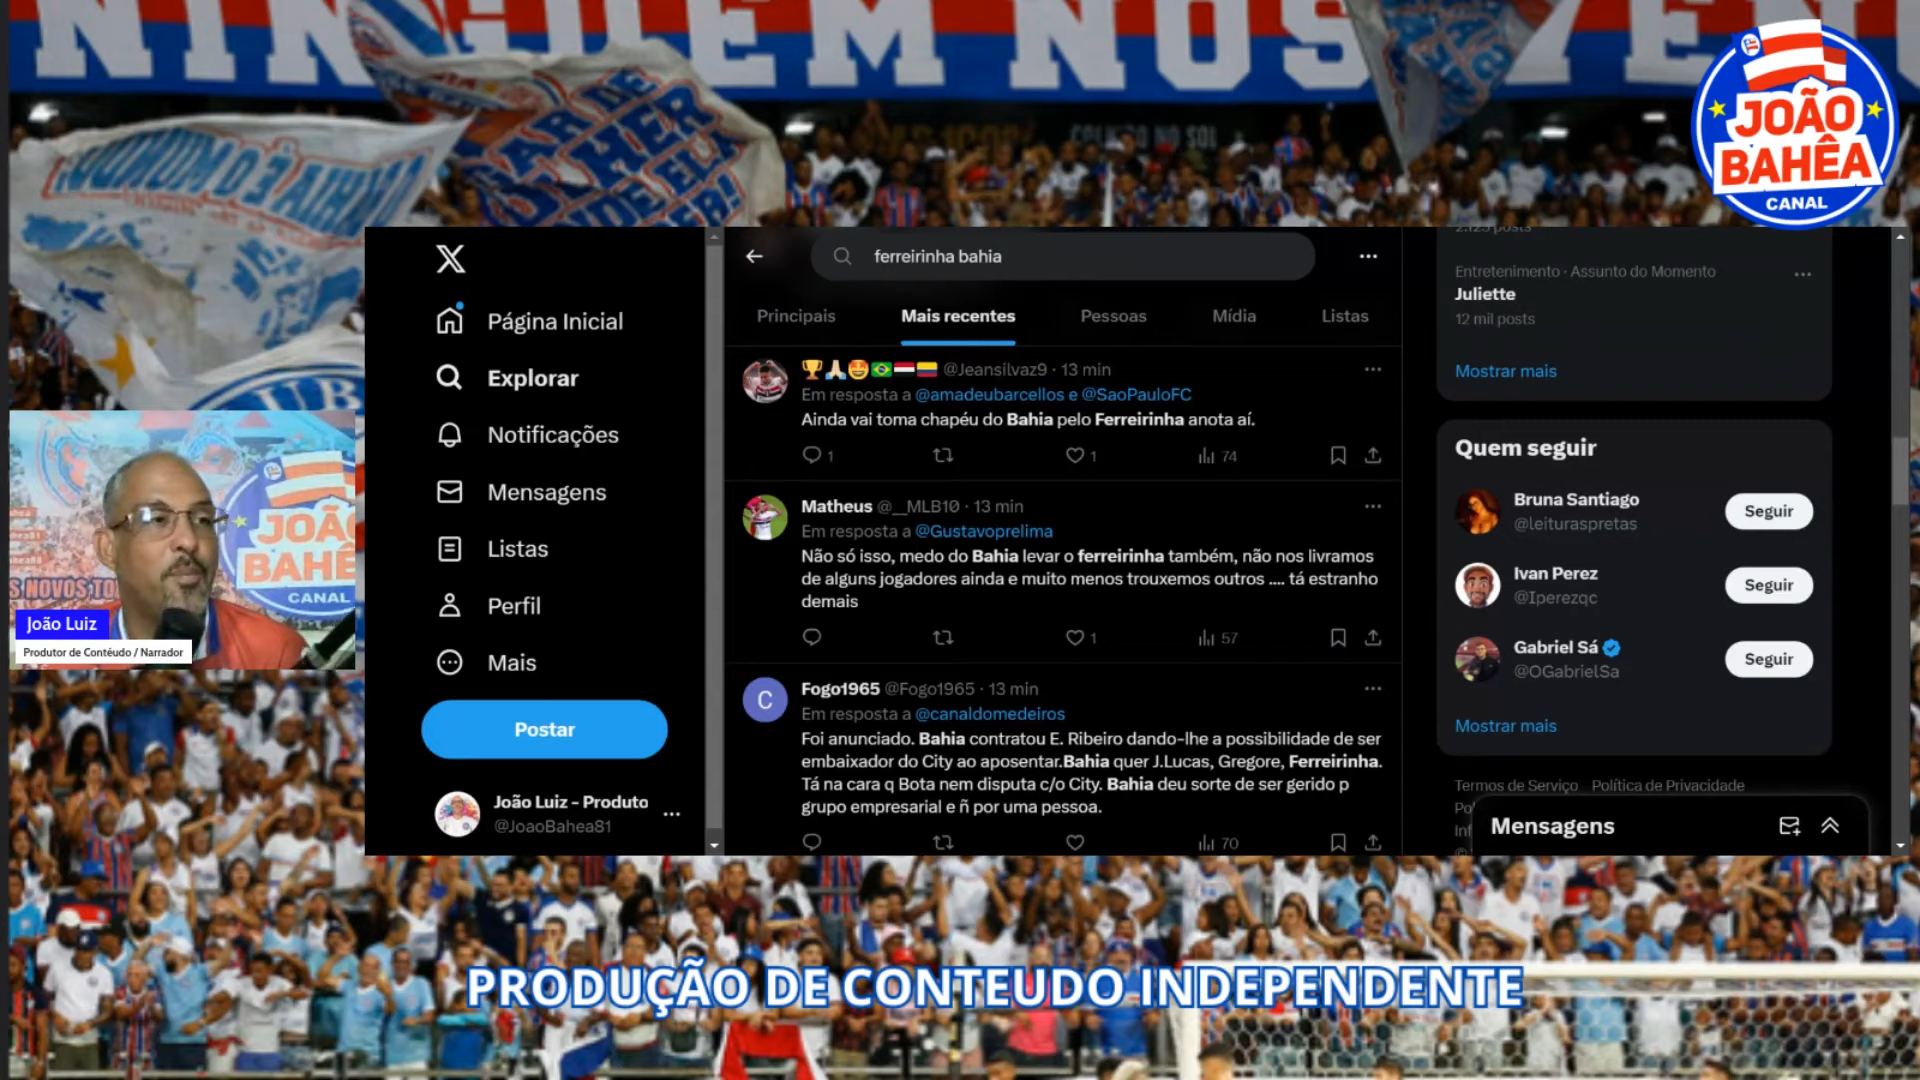 NINGUEM NOS VENCE
JOÃO
BAHÊA
CANAL
ferreirinha bahia
Principais
Mais recentes
Pessoas
Mídia
Listas
Página Inicial
Explorar
Notificações
Mensagens
Listas
Perfil
Mais
Postar
João Luiz - Produto
@JoaoBahea81
@Jeansilvaz9 · 13 min
Em resposta a @amadeubarcellos e @SaoPauloFC
Ainda vai toma chapéu do Bahia pelo Ferreirinha anota aí.
1
1
74
Matheus @__MLB10 · 13 min
Em resposta a @Gustavoprelima
Não só isso, medo do Bahia levar o ferreirinha também, não nos livramos
de alguns jogadores ainda e muito menos trouxemos outros .... tá estranho
demais
1
57
C
Fogo1965 @Fogo1965 · 13 min
Em resposta a @canaldomedeiros
Foi anunciado. Bahia contratou E. Ribeiro dando-lhe a possibilidade de ser
embaixador do City ao aposentar.Bahia quer J.Lucas, Gregore, Ferreirinha.
Tá na cara q Bota nem disputa c/o City. Bahia deu sorte de ser gerido p
grupo empresarial e ñ por uma pessoa.
70
2.125 posts
Entretenimento · Assunto do Momento
Juliette
12 mil posts
Mostrar mais
Quem seguir
Bruna Santiago
@leituraspretas
Seguir
Ivan Perez
@Iperezqc
Seguir
Gabriel Sá
@OGabrielSa
Seguir
Mostrar mais
Termos de Serviço Política de Privacidade
Mensagens
João Luiz
Produtor de Contéudo / Narrador
PRODUÇÃO DE CONTEUDO INDEPENDENTE